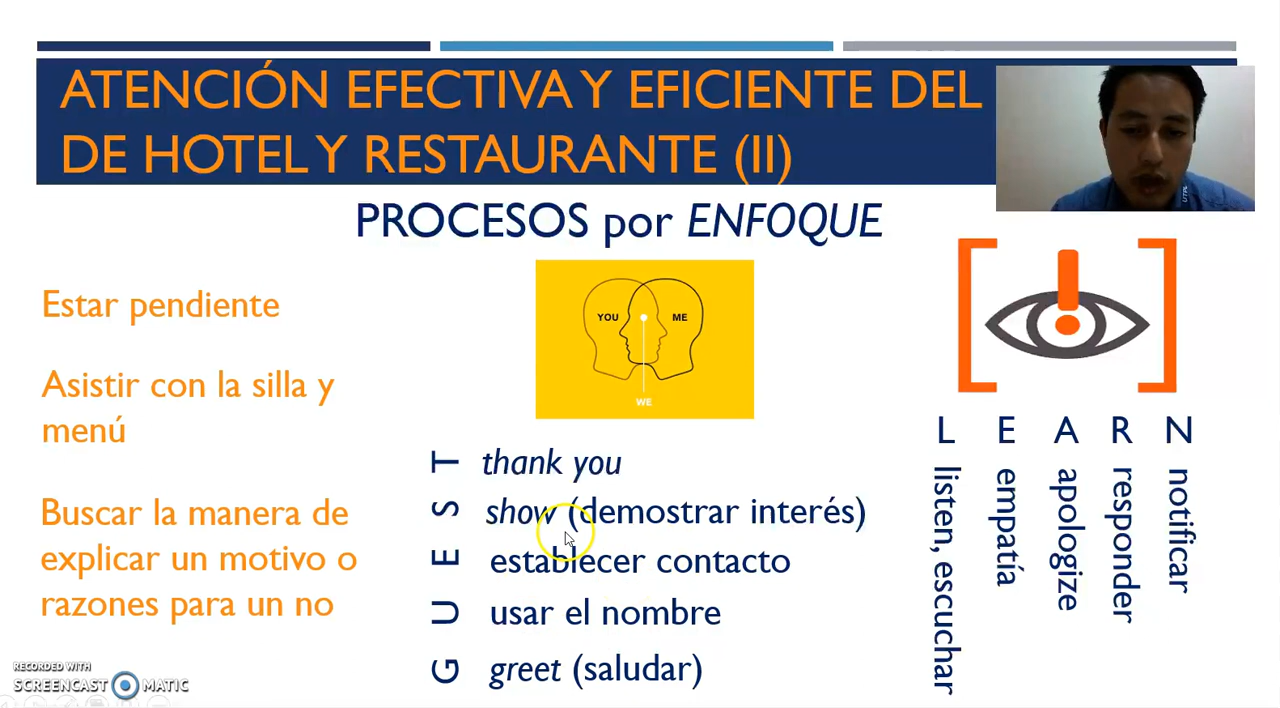 ATENCIÓN EFECTIVA Y EFICIENTE DEL
DE HOTEL Y RESTAURANTE (II)
PROCESOS por ENFOQUE
Estar pendiente
Asistir con la silla y
menú
Buscar la manera de
explicar un motivo o
razones para un no
YOU
ME
WE
T thank you
S show (demostrar interés)
E establecer contacto
U usar el nombre
G greet (saludar)
L E A R N
listen, escuchar
empatía
apologize
responder
notificar
UTPL
RECORDED WITH
SCREENCAST MATIC